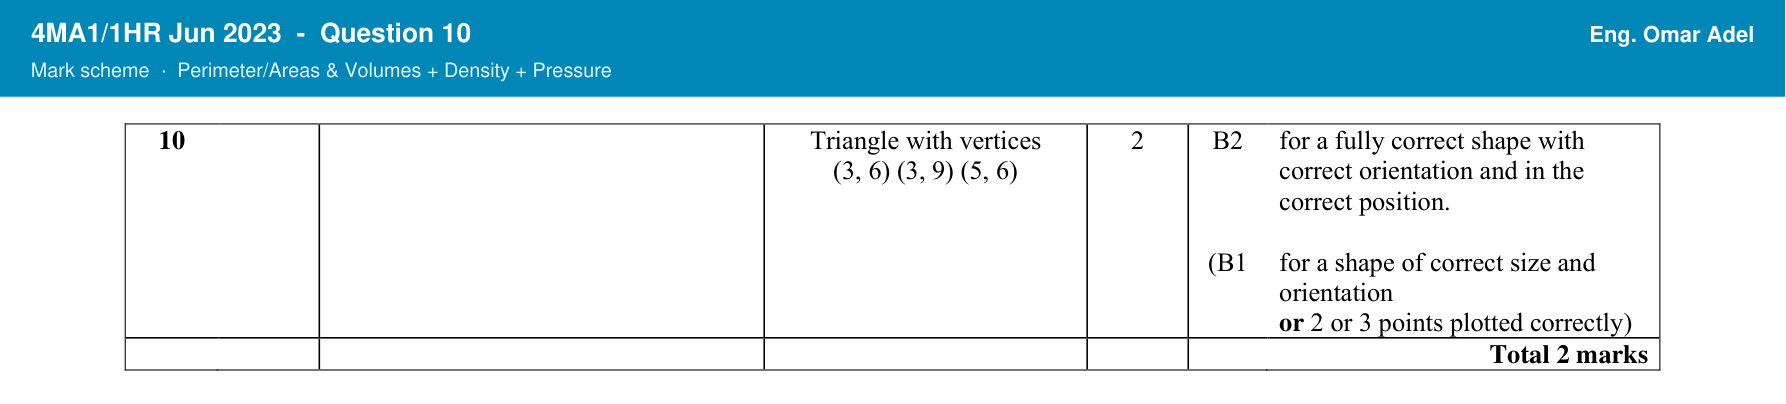 4MA1/1HR Jun 2023 - Question 10
Eng. Omar Adel
Mark scheme · Perimeter/Areas & Volumes + Density + Pressure
10
Triangle with vertices
(3, 6) (3, 9) (5, 6)
2
B2 for a fully correct shape with
correct orientation and in the
correct position.
(B1 for a shape of correct size and
orientation
or 2 or 3 points plotted correctly)
Total 2 marks